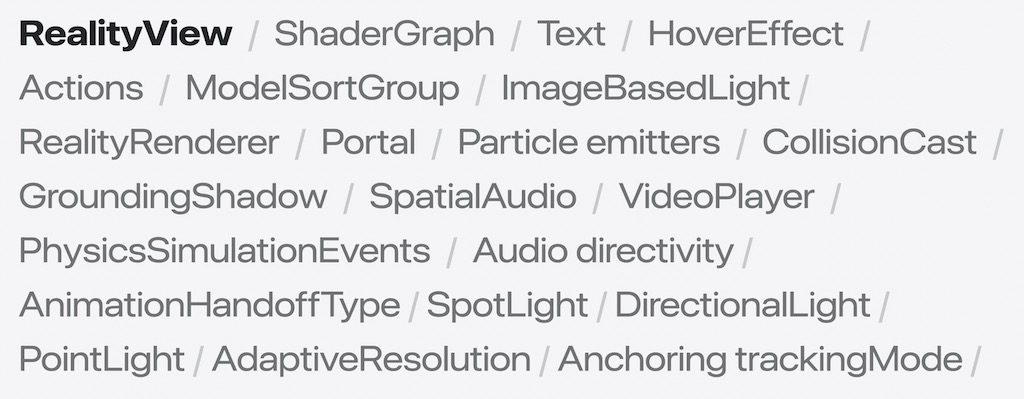 RealityView / ShaderGraph / Text / HoverEffect /
Actions / ModelSortGroup / ImageBasedLight /
RealityRenderer / Portal / Particle emitters / CollisionCast /
GroundingShadow / SpatialAudio / VideoPlayer /
PhysicsSimulationEvents / Audio directivity /
AnimationHandoffType / SpotLight / DirectionalLight /
PointLight / AdaptiveResolution / Anchoring trackingMode /